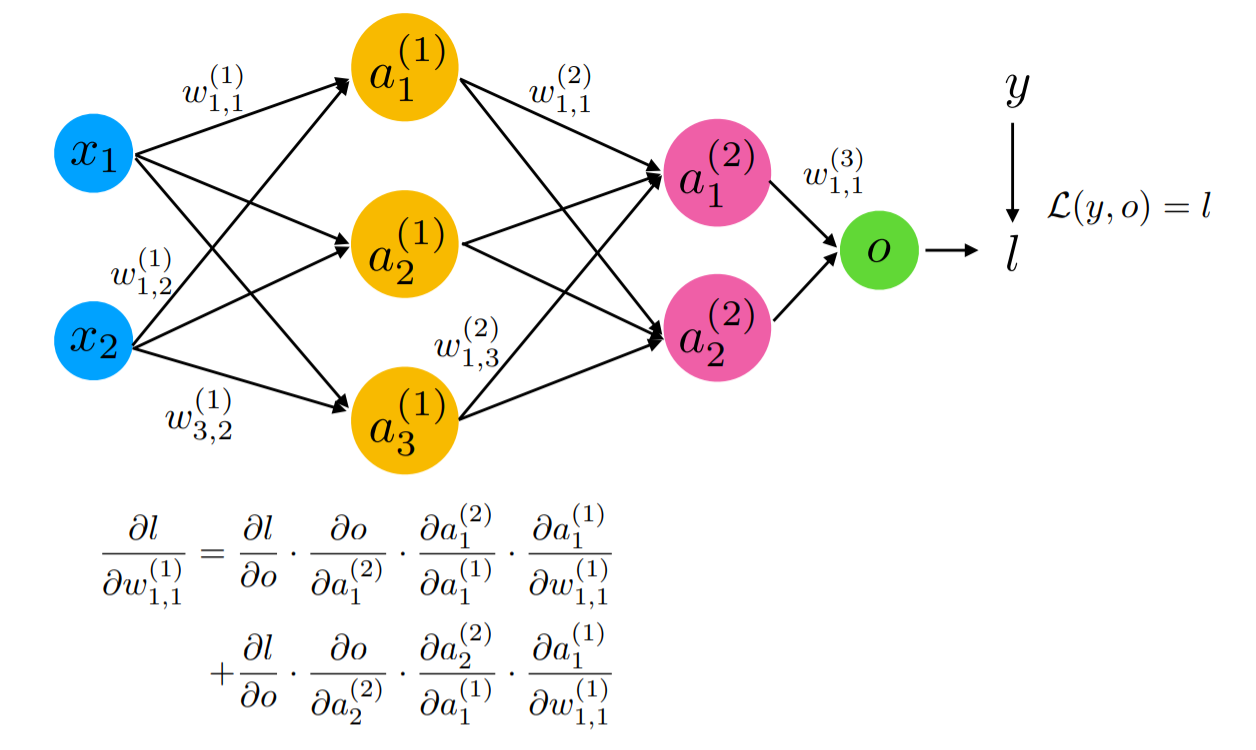 w_{1,1}^{(1)}
a_1^{(1)}
w_{1,1}^{(2)}
y
x_1
a_1^{(2)}
w_{1,1}^{(3)}
\mathcal{L}(y, o) = l
w_{1,2}^{(1)}
a_2^{(1)}
o
l
x_2
w_{1,3}^{(2)}
a_2^{(2)}
w_{3,2}^{(1)}
a_3^{(1)}
\frac{\partial l}{\partial w_{1,1}^{(1)}} = \frac{\partial l}{\partial o} \cdot \frac{\partial o}{\partial a_1^{(2)}} \cdot \frac{\partial a_1^{(2)}}{\partial a_1^{(1)}} \cdot \frac{\partial a_1^{(1)}}{\partial w_{1,1}^{(1)}}
+ \frac{\partial l}{\partial o} \cdot \frac{\partial o}{\partial a_2^{(2)}} \cdot \frac{\partial a_2^{(2)}}{\partial a_1^{(1)}} \cdot \frac{\partial a_1^{(1)}}{\partial w_{1,1}^{(1)}}